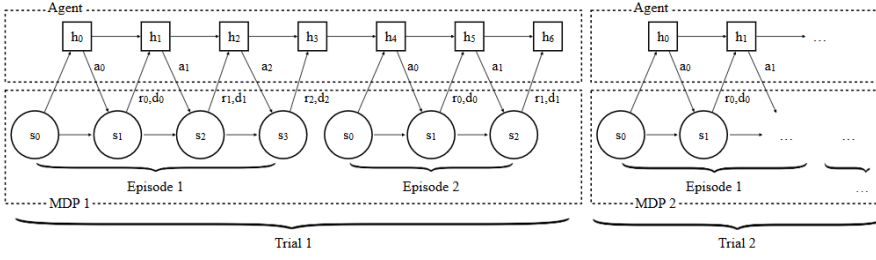 Agent Agent
h0 h1 h2 h3 h4 h5 h6 h0 h1 ...
a0 a1 a2 a0 a1 a0 a1
r0,d0 r1,d1 r2,d2 r0,d0 r1,d1 r0,d0
s0 s1 s2 s3 s0 s1 s2 s0 s1 ... ...
Episode 1 Episode 2 Episode 1 ...
MDP 1 MDP 2
Trial 1 Trial 2